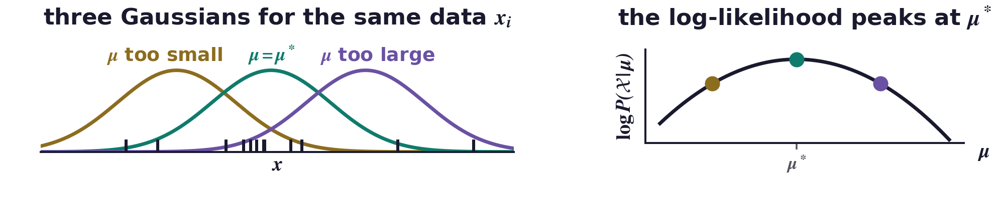 three Gaussians for the same data xᵢ
μ too small
μ=μ*
μ too large
x
the log-likelihood peaks at μ*
log P(𝒳|μ)
μ*
μ